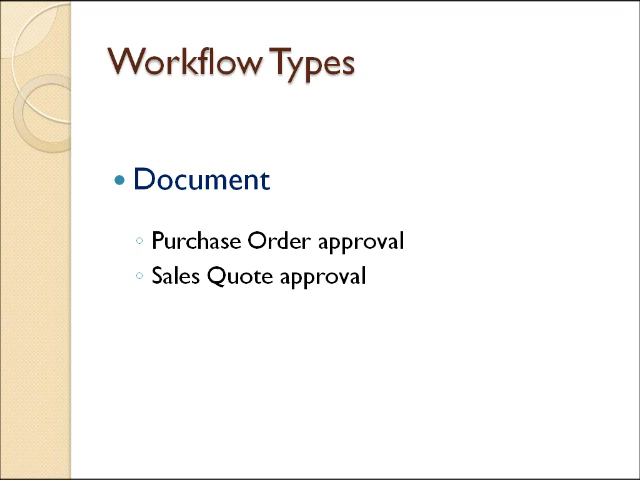 Workflow Types
Document
Purchase Order approval
Sales Quote approval